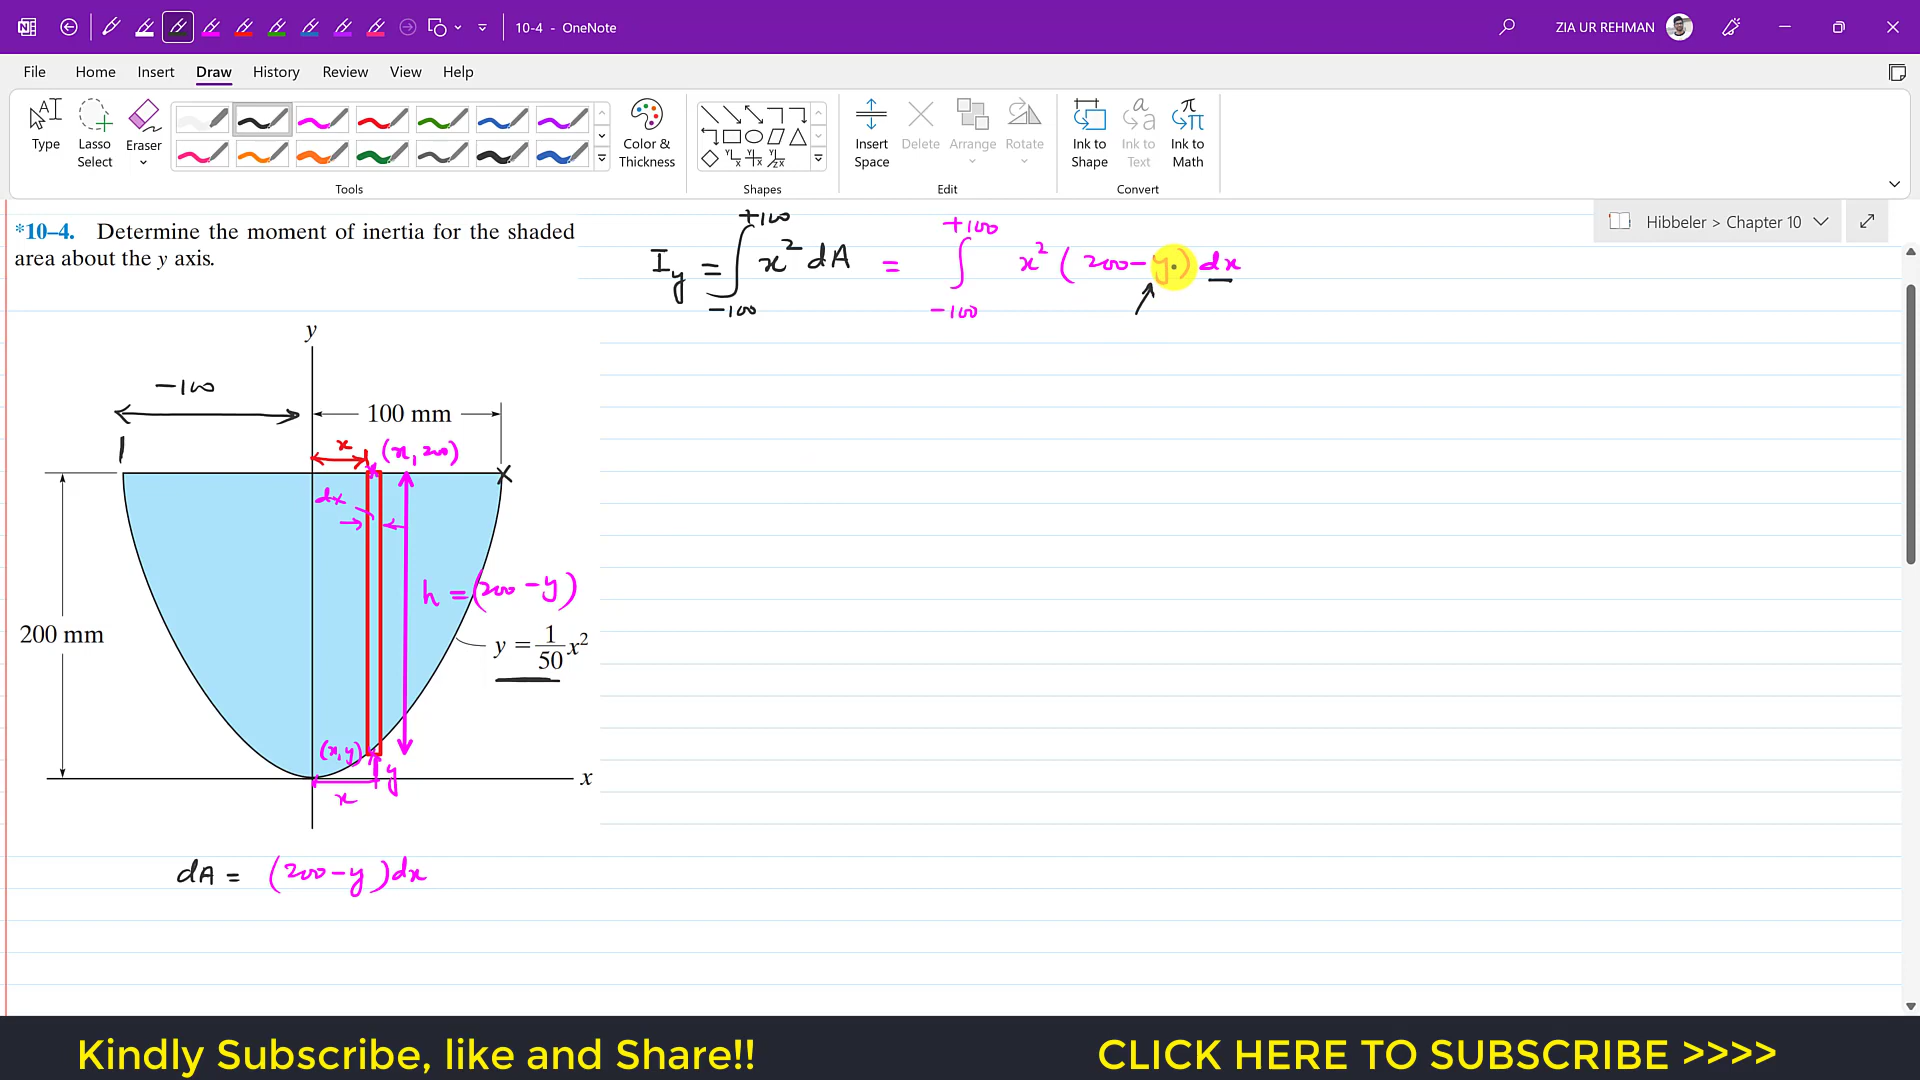 10-4 - OneNote
ZIA UR REHMAN
File Home Insert Draw History Review View Help
Type
Lasso Select
Eraser
Color & Thickness
Insert Space
Delete
Arrange
Rotate
Ink to Shape
Ink to Text
Ink to Math
Tools
Shapes
Edit
Convert
Hibbeler > Chapter 10
*10–4. Determine the moment of inertia for the shaded
area about the y axis.
I_y = ∫_{-100}^{+100} x² dA = ∫_{-100}^{+100} x² (200-y) dx
y
-100
100 mm
x
(x, 200)
dx
h = (200-y)
200 mm
y = 1/50 x²
(x,y)
y
x
x
dA = (200-y) dx
Kindly Subscribe, like and Share!!
CLICK HERE TO SUBSCRIBE >>>>